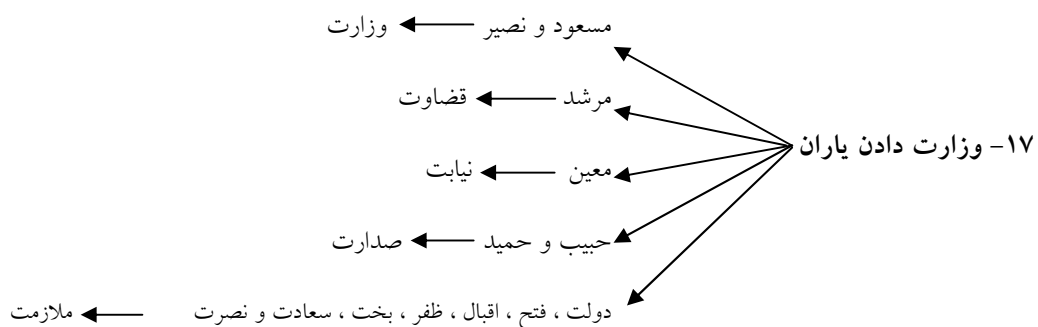 مسعود و نصیر وزارت
مرشد قضاوت
۱۷- وزارت دادن یاران
معین نیابت
حبیب و حمید صدارت
دولت ، فتح ، اقبال ، ظفر ، بخت ، سعادت و نصرت ملازمت